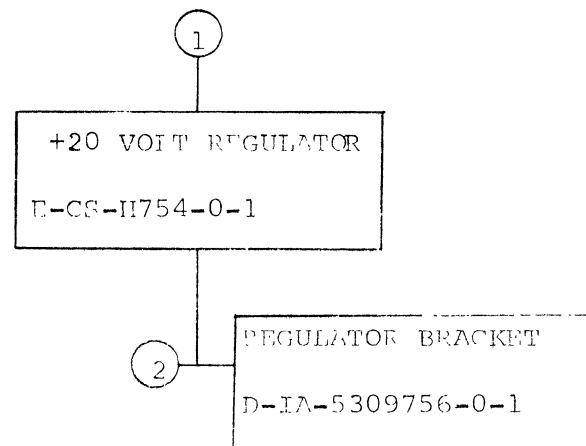 1
+20 VOLT REGULATOR
E-CS-H754-0-1
2
REGULATOR BRACKET
D-IA-5309756-0-1